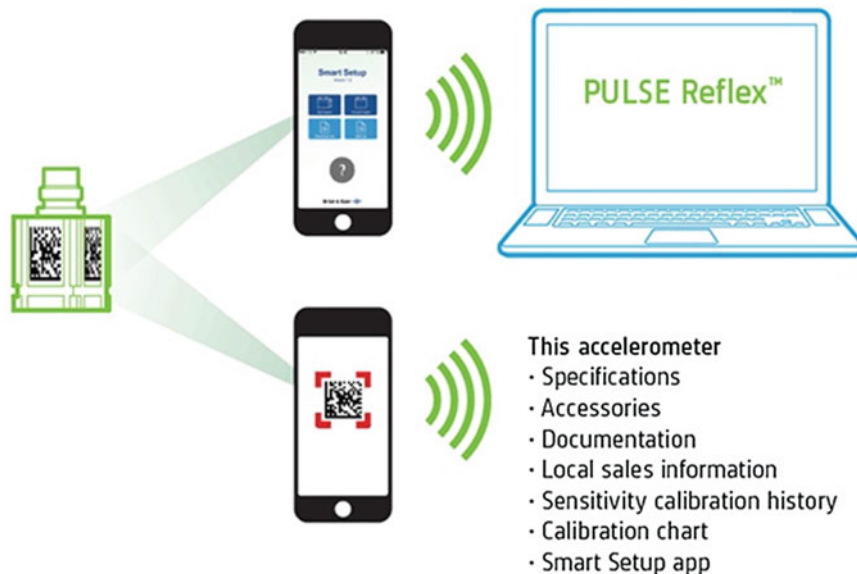 Smart Setup
?
PULSE Reflex™
This accelerometer
· Specifications
· Accessories
· Documentation
· Local sales information
· Sensitivity calibration history
· Calibration chart
· Smart Setup app